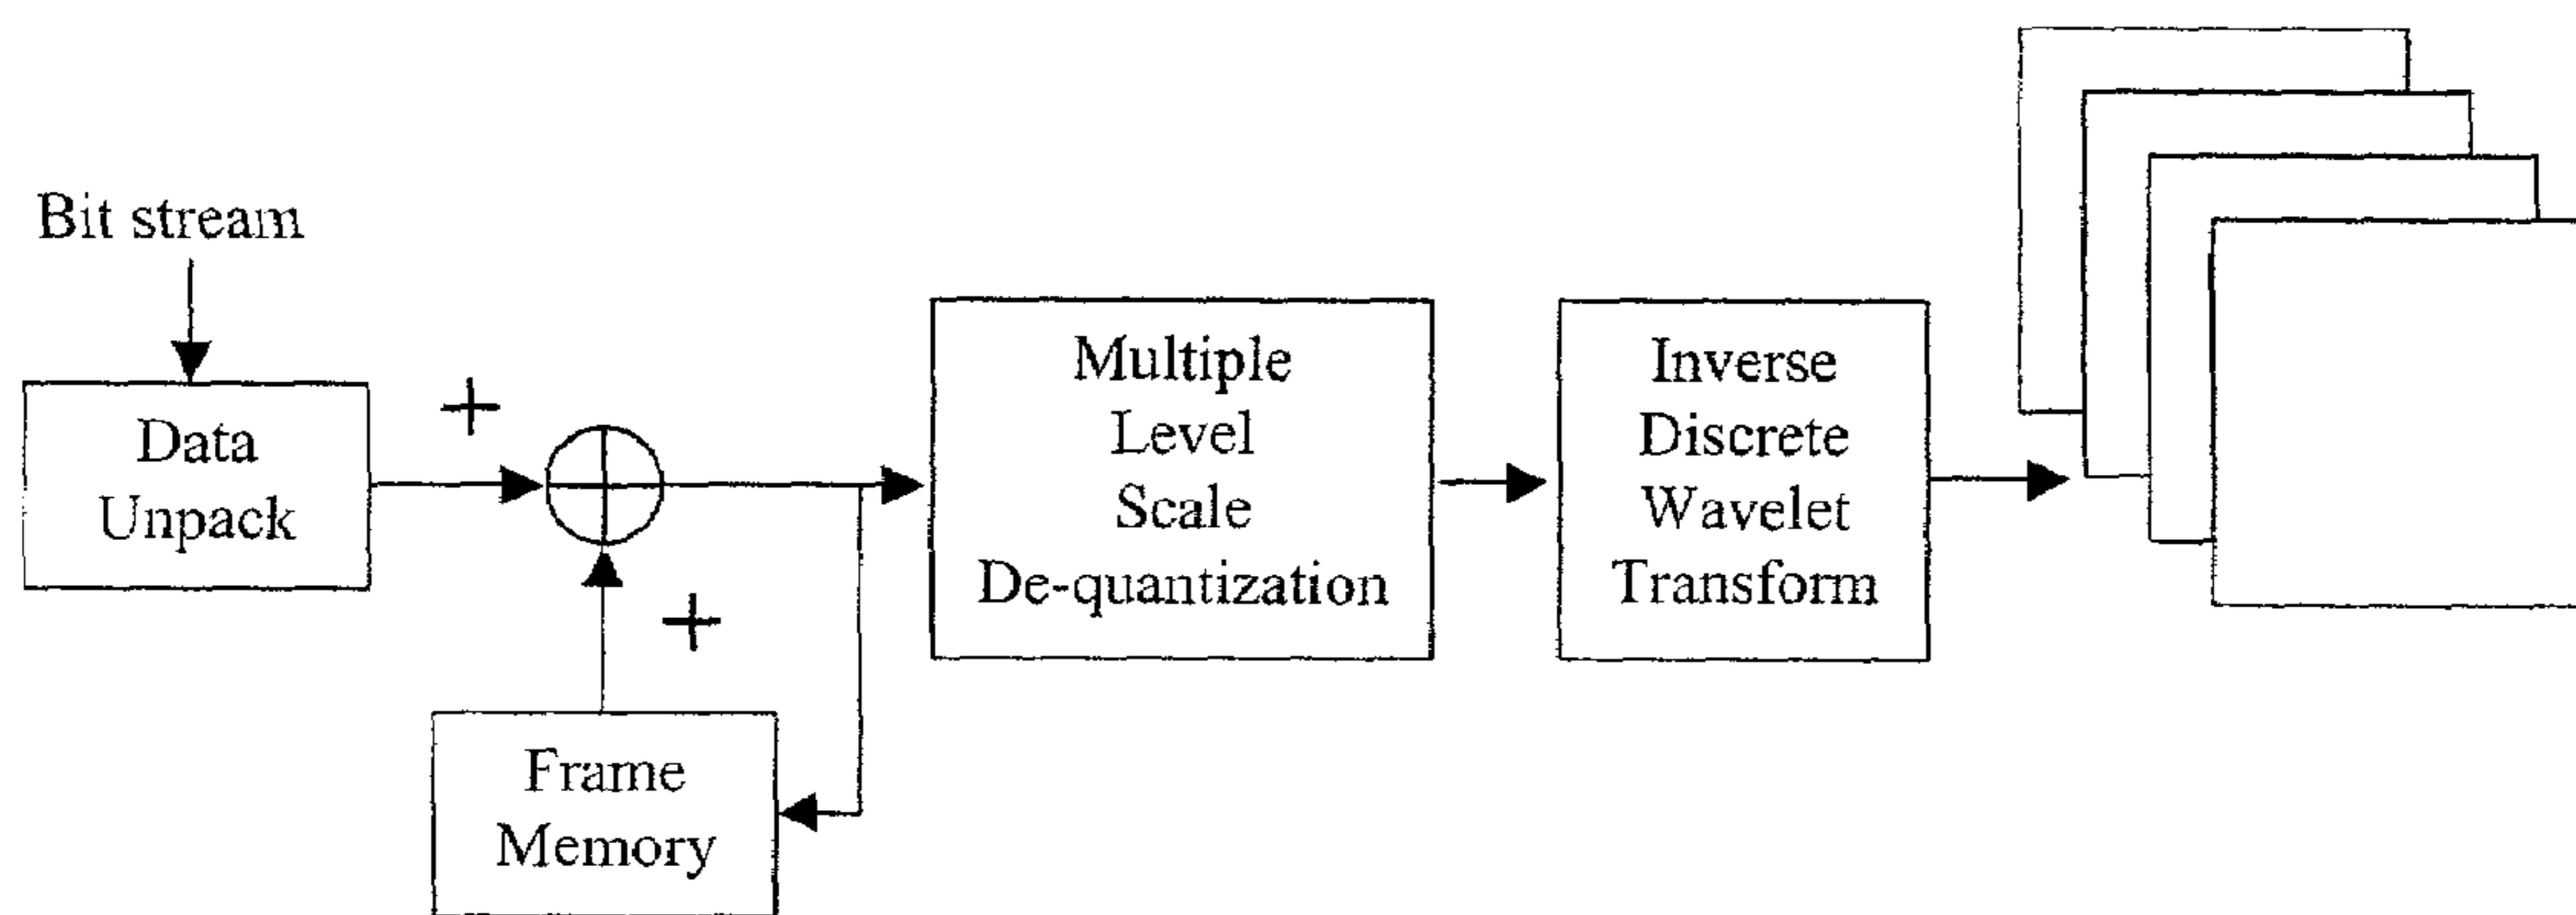 Bit stream
Data
Unpack
+
+
Frame
Memory
Multiple
Level
Scale
De-quantization
Inverse
Discrete
Wavelet
Transform